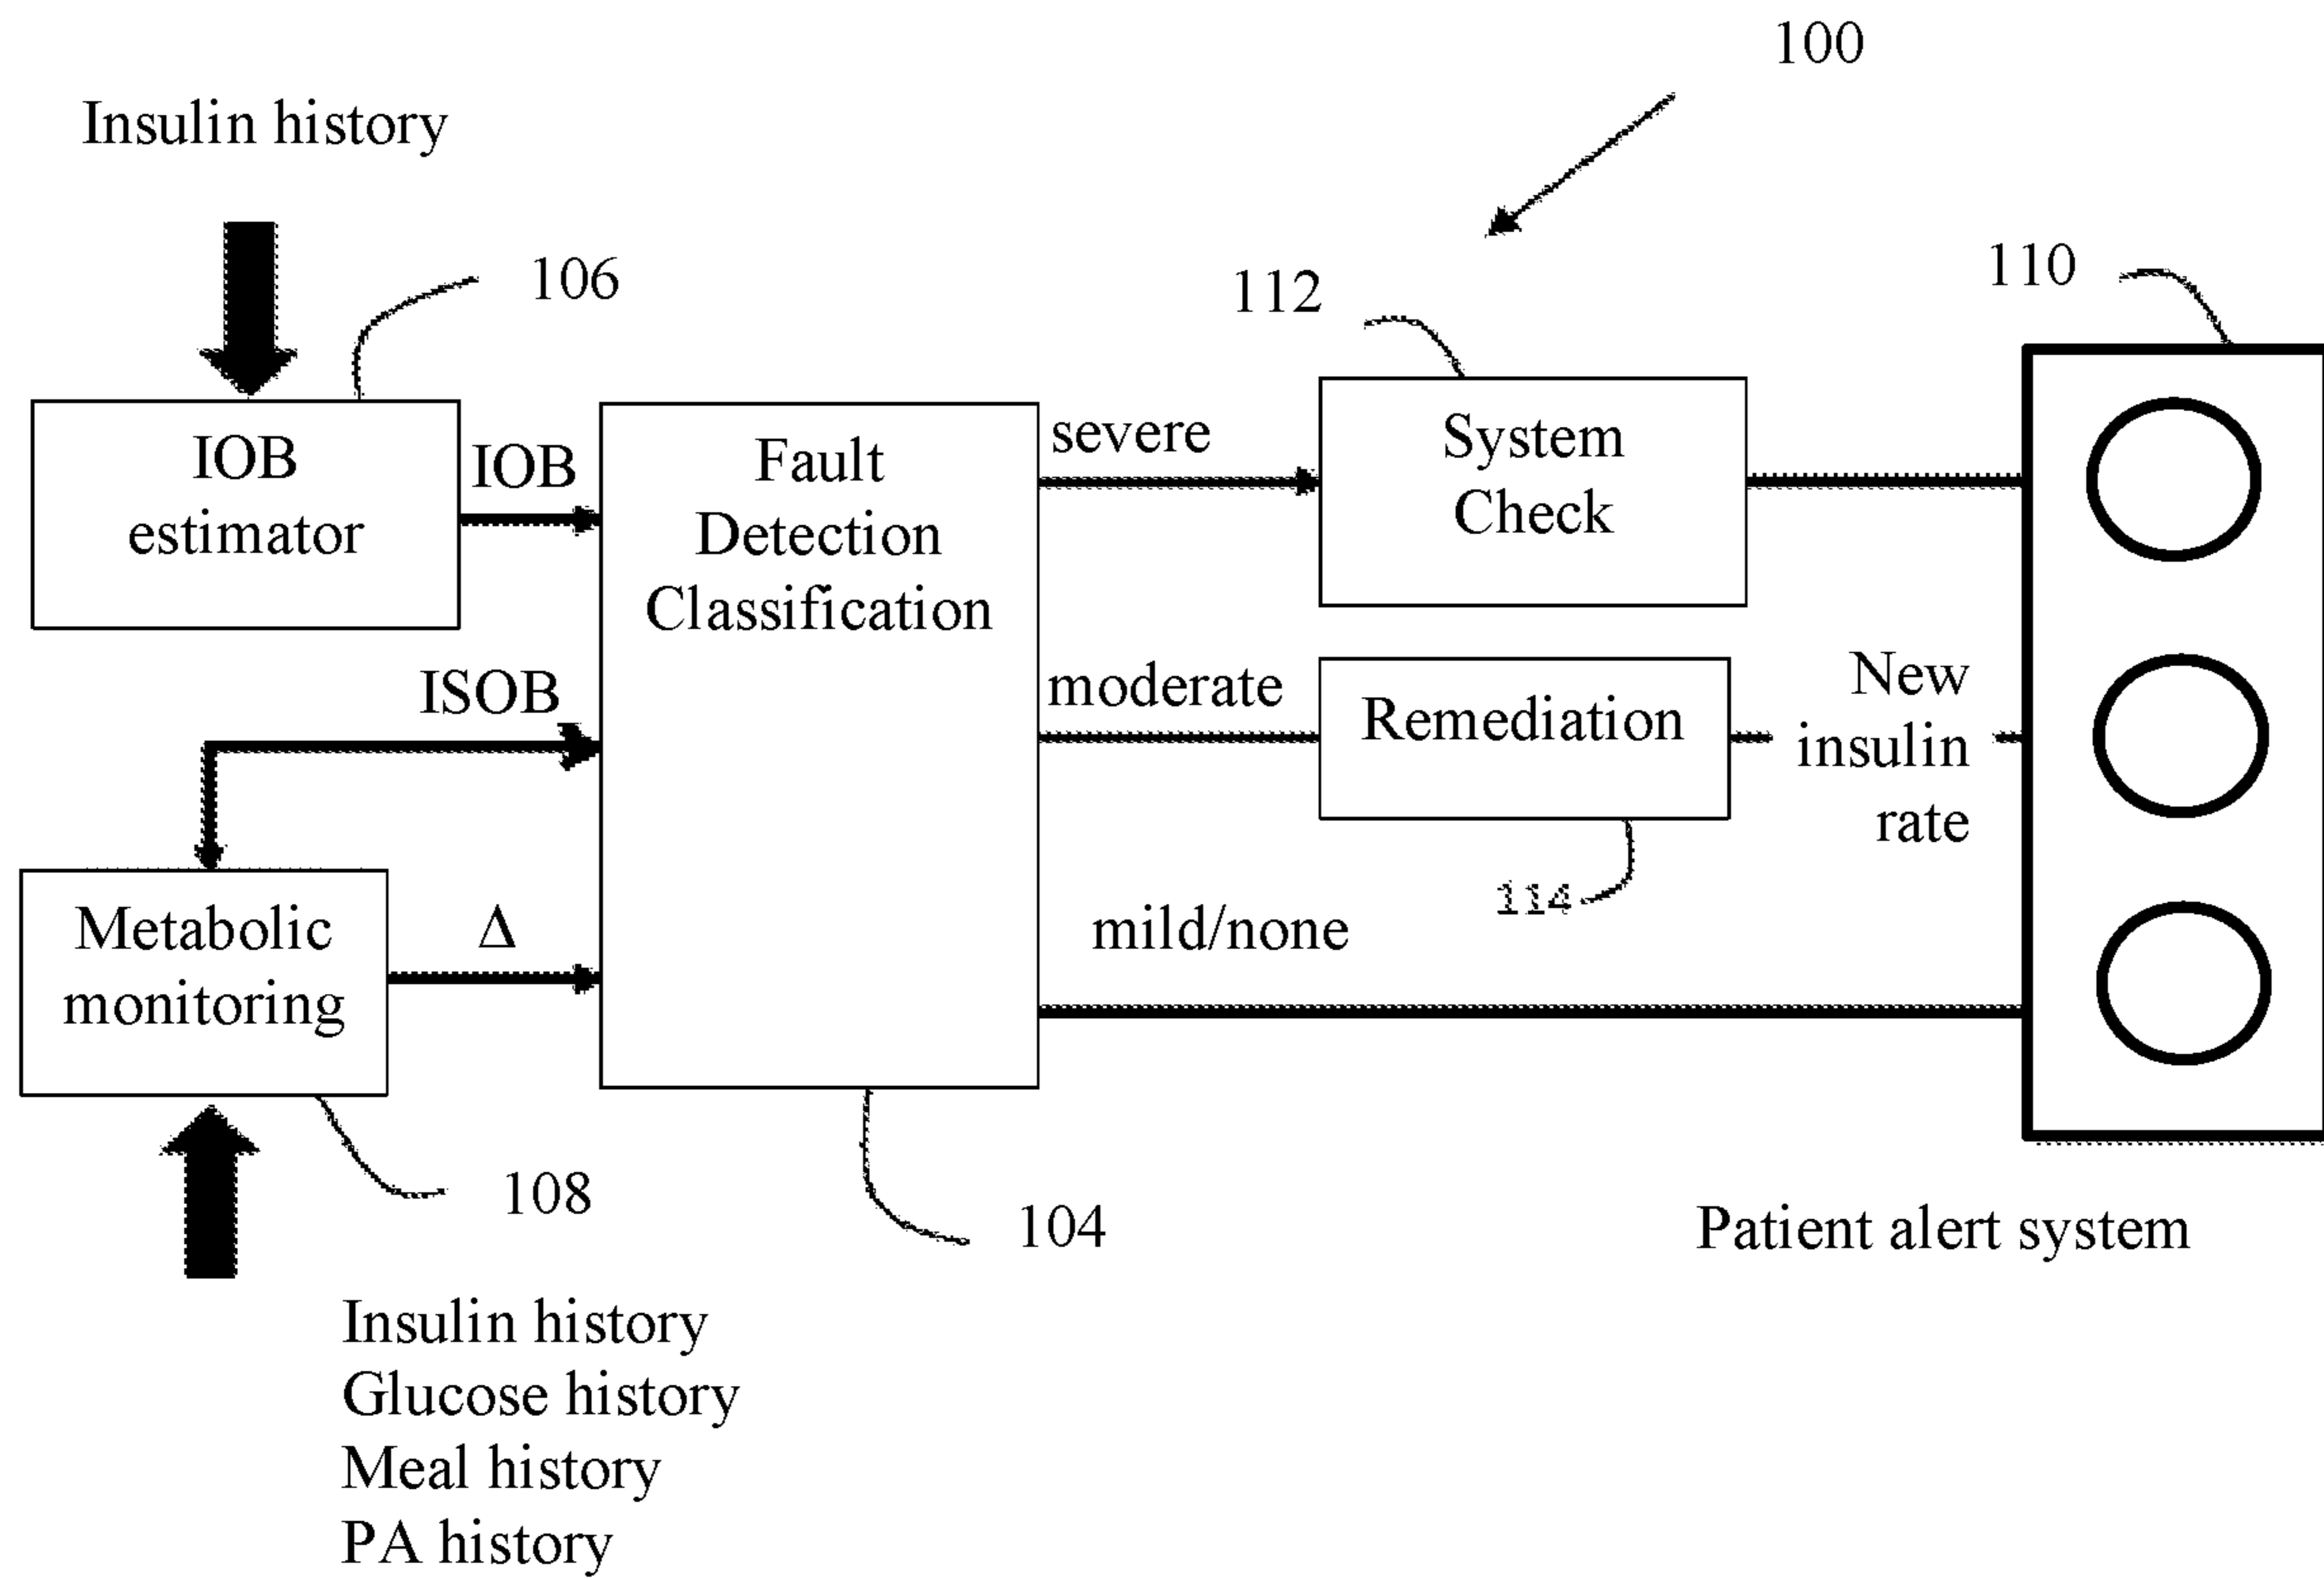 100
Insulin history
106
112
110
IOB
estimator
IOB
Fault
Detection
Classification
severe
System
Check
ISOB
moderate
Remediation
New
insulin
rate
114
Metabolic
monitoring
Δ
mild/none
108
104
Patient alert system
Insulin history
Glucose history
Meal history
PA history